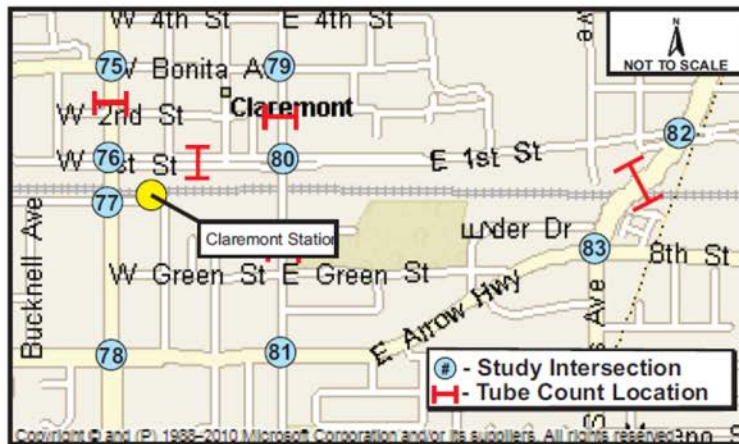 W 4th St E 4th St
N
NOT TO SCALE
75 W Bonita A 79
Claremont
W 2nd St
82
76 W st St 80 E 1st St
77
Claremont Station
83 8th St
W Green St E Green St
Bucknell Ave
E Arrow Hwy
Ave
78 81
# - Study Intersection
- Tube Count Location
Copyright © and (P) 1988–2010 Microsoft Corporation and/or its suppliers. All rights reserved.